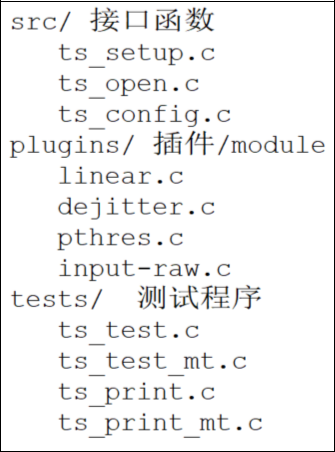 src/ 接口函数
ts_setup.c
ts_open.c
ts_config.c
plugins/ 插件/module
linear.c
dejitter.c
pthres.c
input-raw.c
tests/ 测试程序
ts_test.c
ts_test_mt.c
ts_print.c
ts_print_mt.c